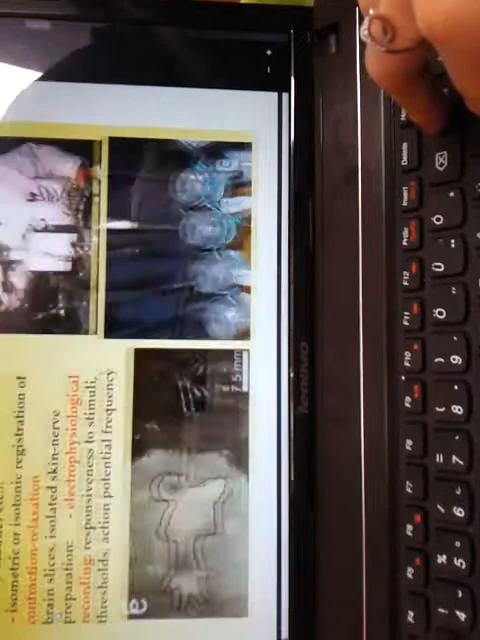 - isometric or isotonic registration of
contraction-relaxation
brain slices, isolated skin-nerve
preparation: - electrophysiological
recording: responsiveness to stimuli,
thresholds, action potential frequency
a
7.5 mm
lenovo
F4 F5 F6 F7 F8 F9 F10 F11 F12 PrtSc Insert Delete
! 4 % 5 / 6 = 7 ( 8 ) 9 Ö Ü Ó